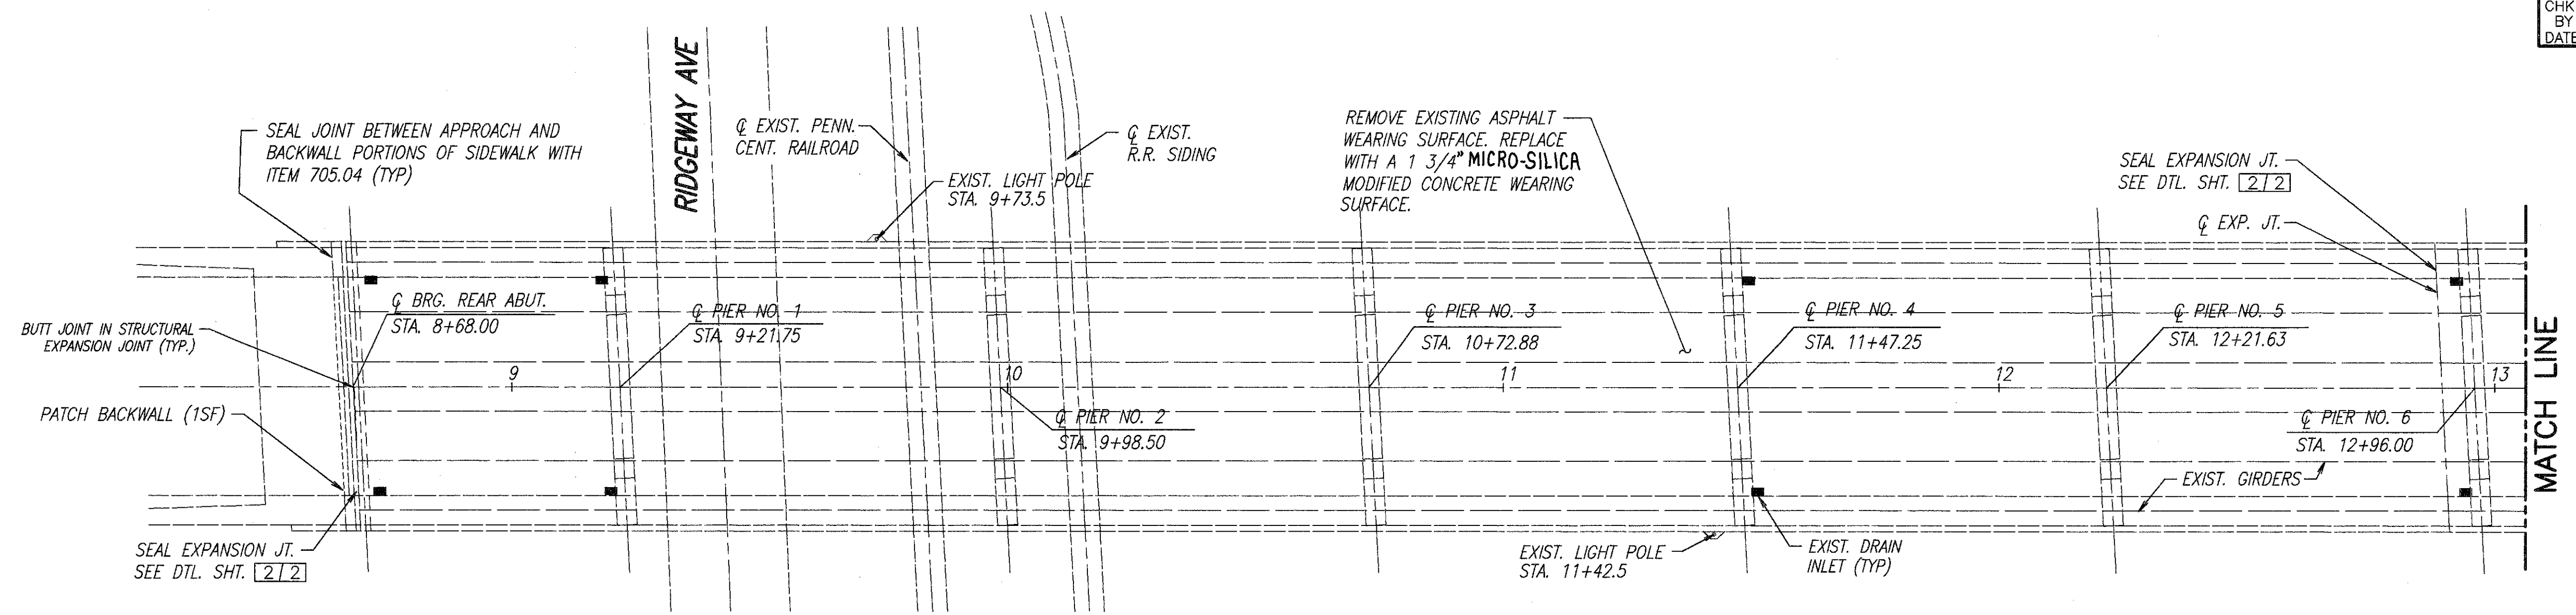 CHK
BY
DATE
SEAL JOINT BETWEEN APPROACH AND
BACKWALL PORTIONS OF SIDEWALK WITH
ITEM 705.04 (TYP)
RIDGEWAY AVE
℄ EXIST. PENN.
CENT. RAILROAD
℄ EXIST.
R.R. SIDING
EXIST. LIGHT POLE
STA. 9+73.5
REMOVE EXISTING ASPHALT
WEARING SURFACE. REPLACE
WITH A 1 3/4" MICRO-SILICA
MODIFIED CONCRETE WEARING
SURFACE.
SEAL EXPANSION JT.
SEE DTL. SHT. 2/2
℄ EXP. JT.
BUTT JOINT IN STRUCTURAL
EXPANSION JOINT (TYP.)
℄ BRG. REAR ABUT.
STA. 8+68.00
℄ PIER NO. 1
STA. 9+21.75
℄ PIER NO. 3
STA. 10+72.88
℄ PIER NO. 4
STA. 11+47.25
℄ PIER NO. 5
STA. 12+21.63
9
10
11
12
13
PATCH BACKWALL (1SF)
℄ PIER NO. 2
STA. 9+98.50
℄ PIER NO. 6
STA. 12+96.00
EXIST. GIRDERS
MATCH LINE
SEAL EXPANSION JT.
SEE DTL. SHT. 2/2
EXIST. LIGHT POLE
STA. 11+42.5
EXIST. DRAIN
INLET (TYP)